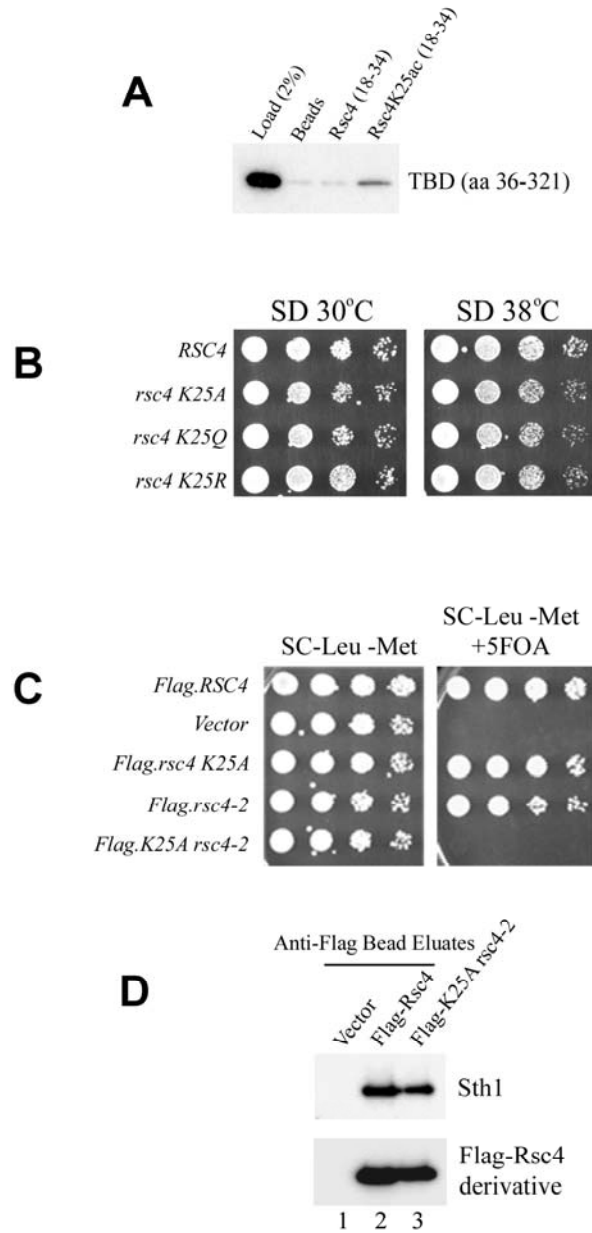 A
Load (2%)
Beads
Rsc4 (18-34)
Rsc4K25ac (18-34)
TBD (aa 36-321)
B
SD 30°C
SD 38°C
RSC4
rsc4 K25A
rsc4 K25Q
rsc4 K25R
C
SC-Leu -Met
SC-Leu -Met
+5FOA
Flag.RSC4
Vector
Flag.rsc4 K25A
Flag.rsc4-2
Flag.K25A rsc4-2
D
Anti-Flag Bead Eluates
Vector
Flag-Rsc4
Flag-K25A rsc4-2
Sth1
Flag-Rsc4
derivative
1 2 3